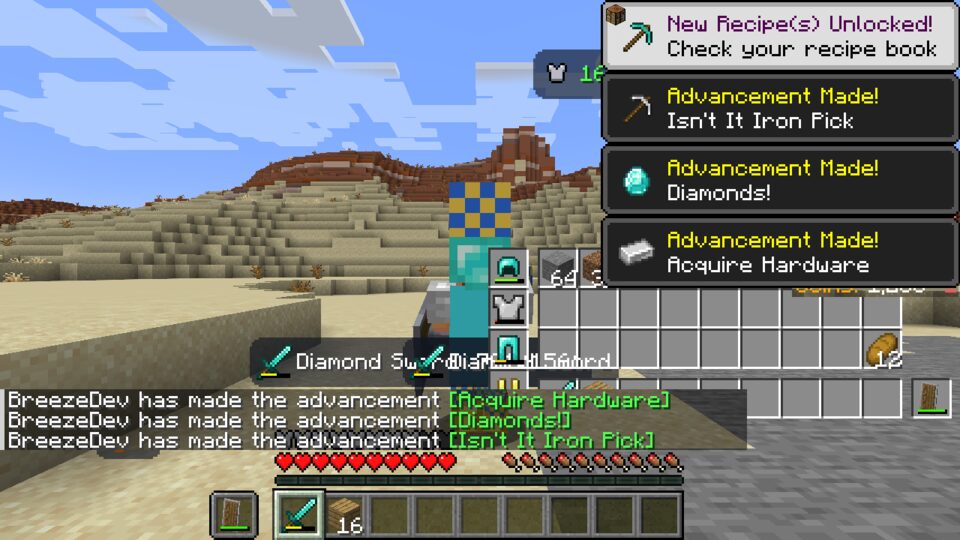 New Recipe(s) Unlocked!
Check your recipe book
Advancement Made!
Isn't It Iron Pick
Advancement Made!
Diamonds!
Advancement Made!
Acquire Hardware
16
64
12
Diamond
BreezeDev has made the advancement [Acquire Hardware]
BreezeDev has made the advancement [Diamonds!]
BreezeDev has made the advancement [Isn't It Iron Pick]
16